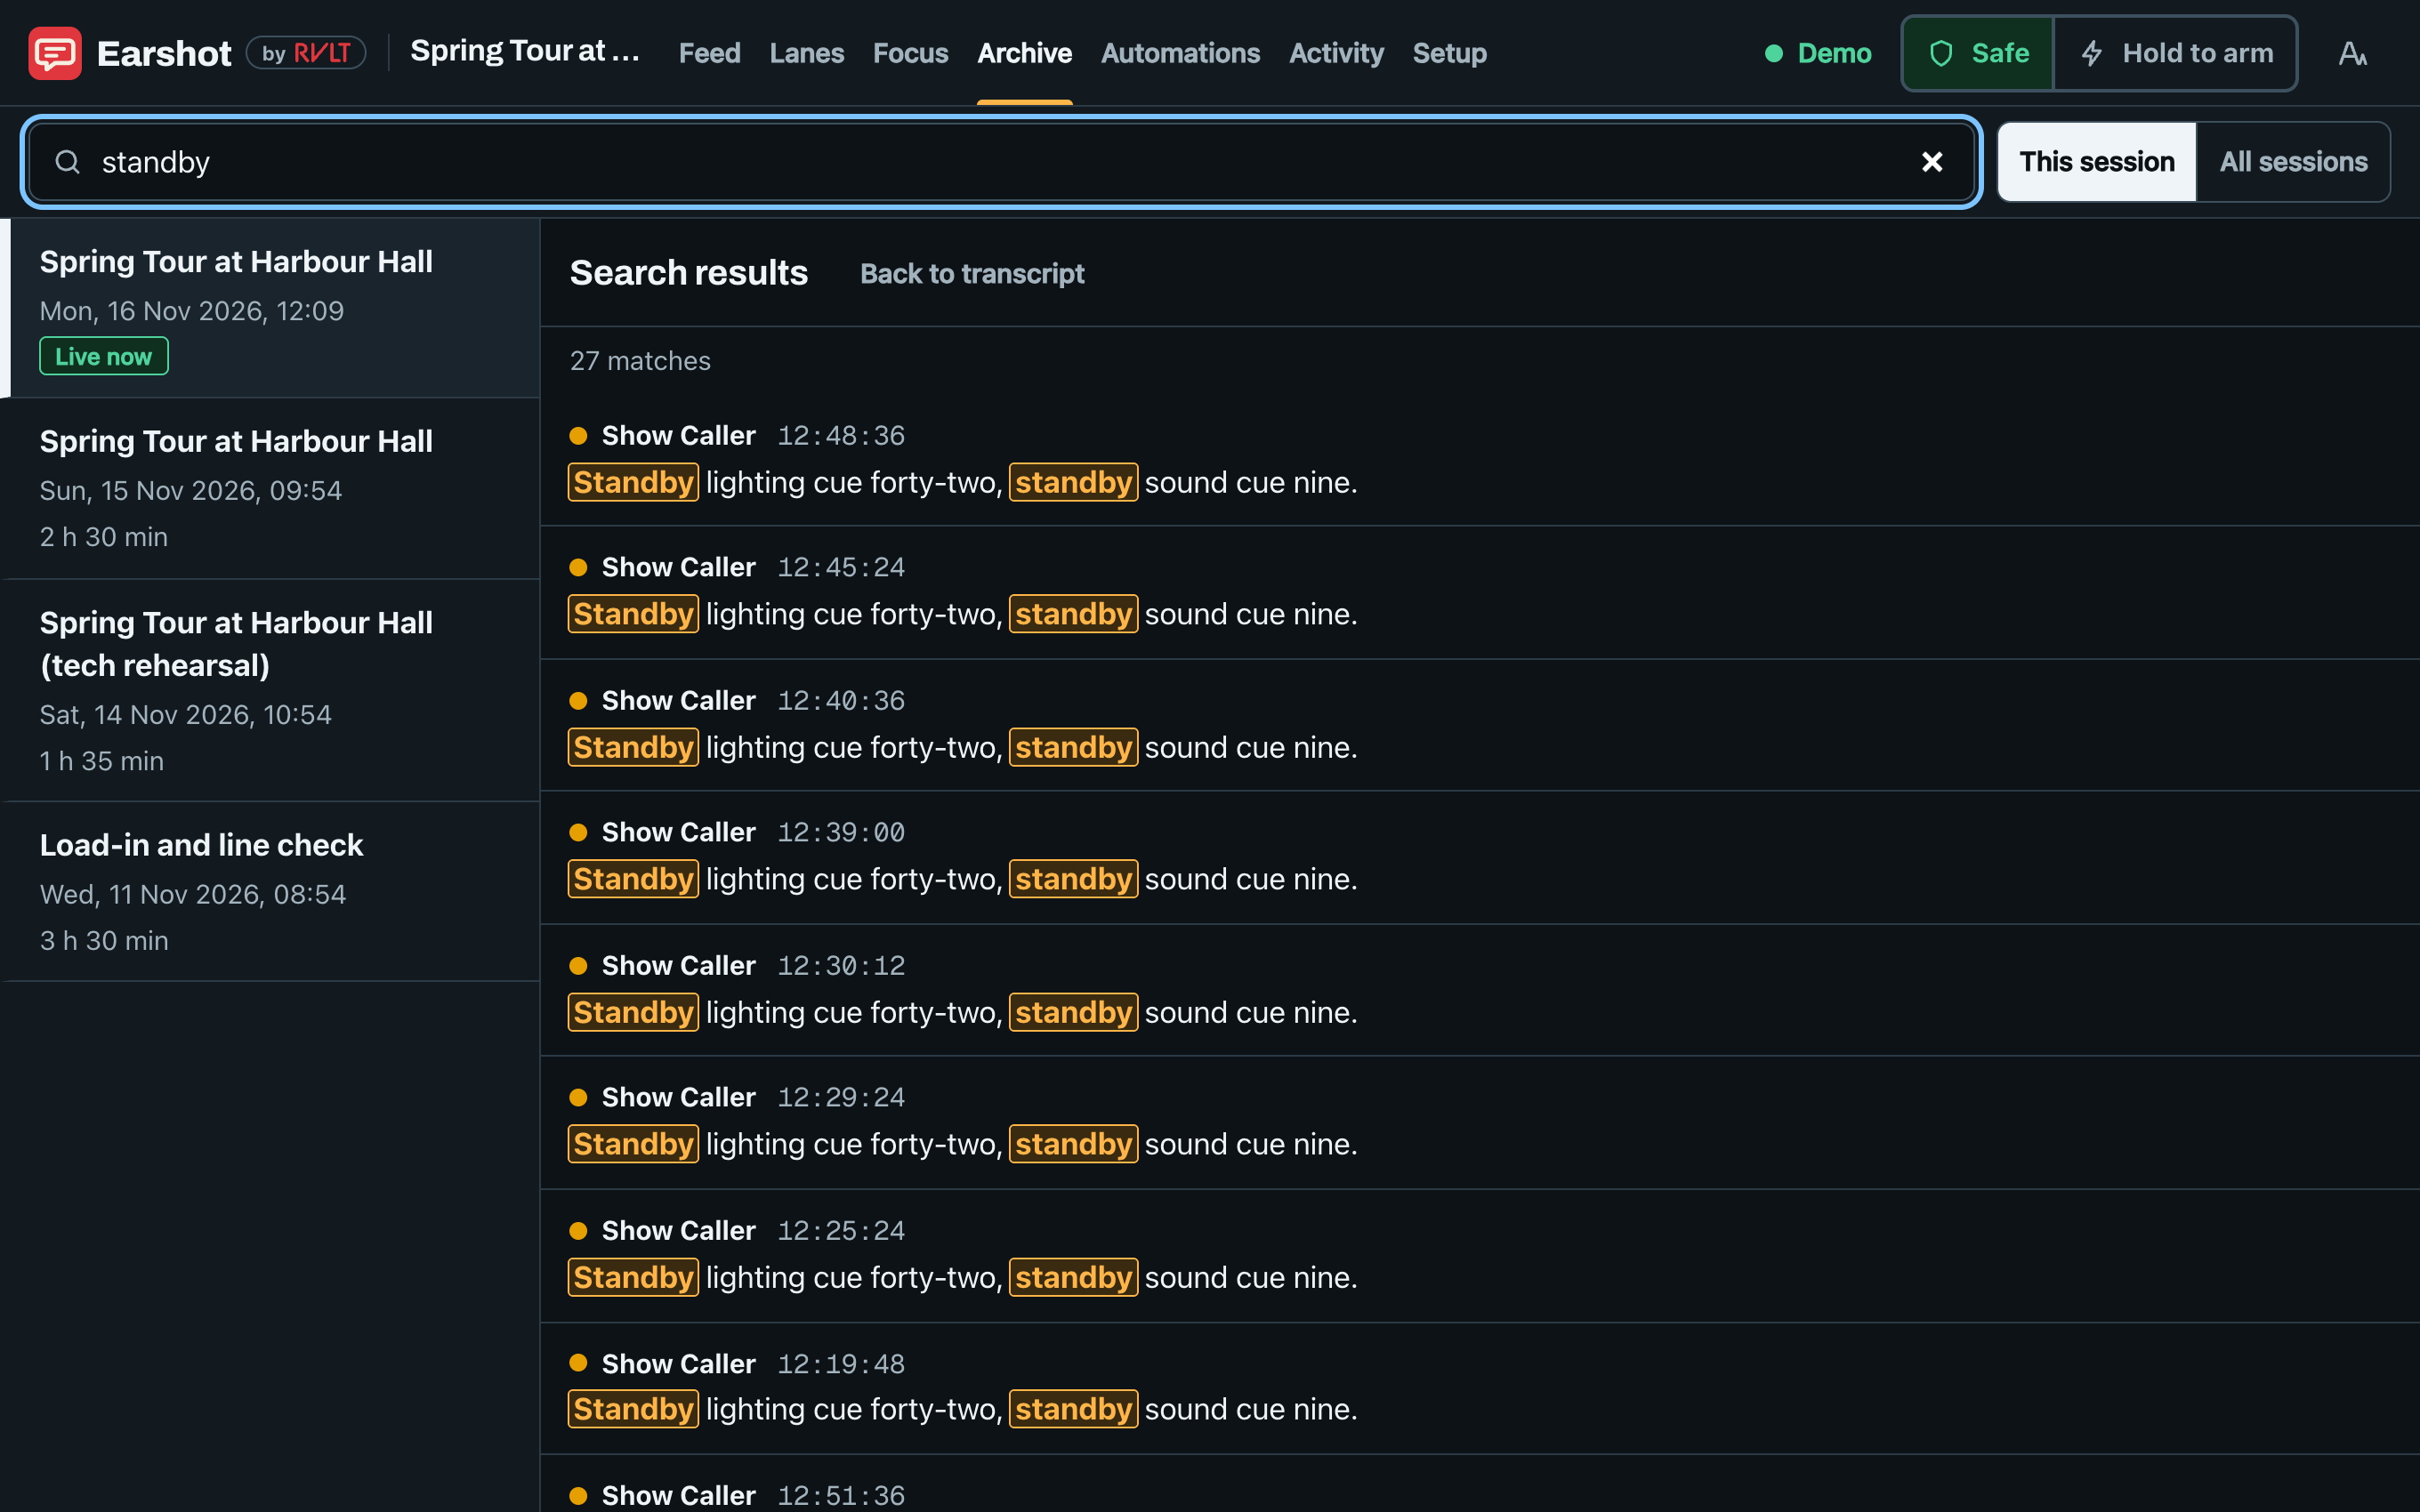 Earshot by RVLT Spring Tour at ... Feed Lanes Focus Archive Automations Activity Setup Demo Safe Hold to arm
standby This session All sessions
Spring Tour at Harbour Hall
Mon, 16 Nov 2026, 12:09
Live now
Spring Tour at Harbour Hall
Sun, 15 Nov 2026, 09:54
2 h 30 min
Spring Tour at Harbour Hall
(tech rehearsal)
Sat, 14 Nov 2026, 10:54
1 h 35 min
Load-in and line check
Wed, 11 Nov 2026, 08:54
3 h 30 min
Search results Back to transcript
27 matches
Show Caller 12:48:36
Standby lighting cue forty-two, standby sound cue nine.
Show Caller 12:45:24
Standby lighting cue forty-two, standby sound cue nine.
Show Caller 12:40:36
Standby lighting cue forty-two, standby sound cue nine.
Show Caller 12:39:00
Standby lighting cue forty-two, standby sound cue nine.
Show Caller 12:30:12
Standby lighting cue forty-two, standby sound cue nine.
Show Caller 12:29:24
Standby lighting cue forty-two, standby sound cue nine.
Show Caller 12:25:24
Standby lighting cue forty-two, standby sound cue nine.
Show Caller 12:19:48
Standby lighting cue forty-two, standby sound cue nine.
Show Caller 12:51:36